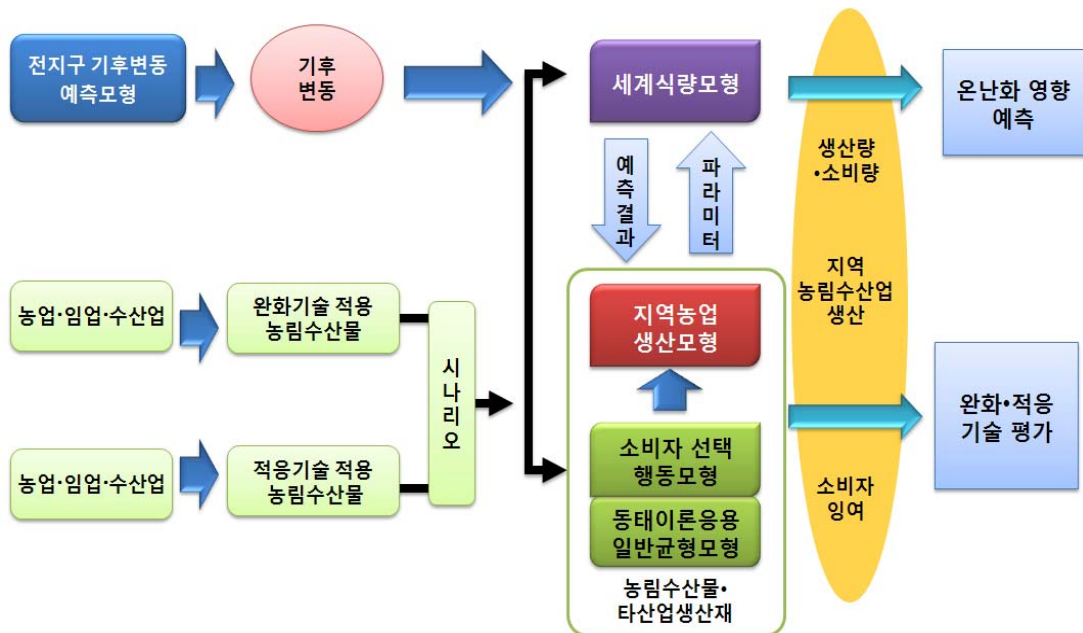 전지구 기후변동
예측모형
기후
변동
세계식량모형
온난화 영향
예측
예측결과
파라미터
생산량
•소비량
지역
농림수산업
생산
소비자
잉여
농업·임업·수산업
완화기술 적용
농림수산물
시나리오
농업·임업·수산업
적응기술 적용
농림수산물
지역농업
생산모형
소비자 선택
행동모형
동태이론응용
일반균형모형
농림수산물•
타산업생산재
완화•적응
기술 평가